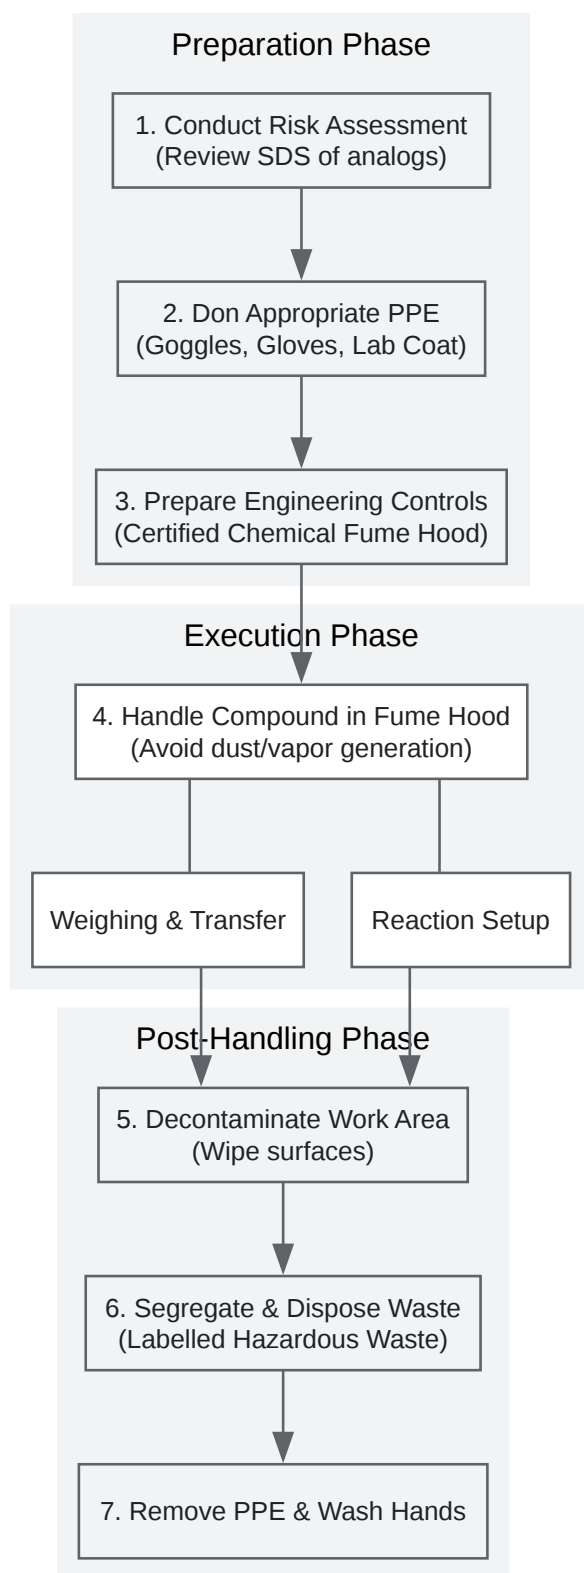 Preparation Phase
1. Conduct Risk Assessment
(Review SDS of analogs)
2. Don Appropriate PPE
(Goggles, Gloves, Lab Coat)
3. Prepare Engineering Controls
(Certified Chemical Fume Hood)
Execution Phase
4. Handle Compound in Fume Hood
(Avoid dust/vapor generation)
Weighing & Transfer
Reaction Setup
Post-Handling Phase
5. Decontaminate Work Area
(Wipe surfaces)
6. Segregate & Dispose Waste
(Labelled Hazardous Waste)
7. Remove PPE & Wash Hands